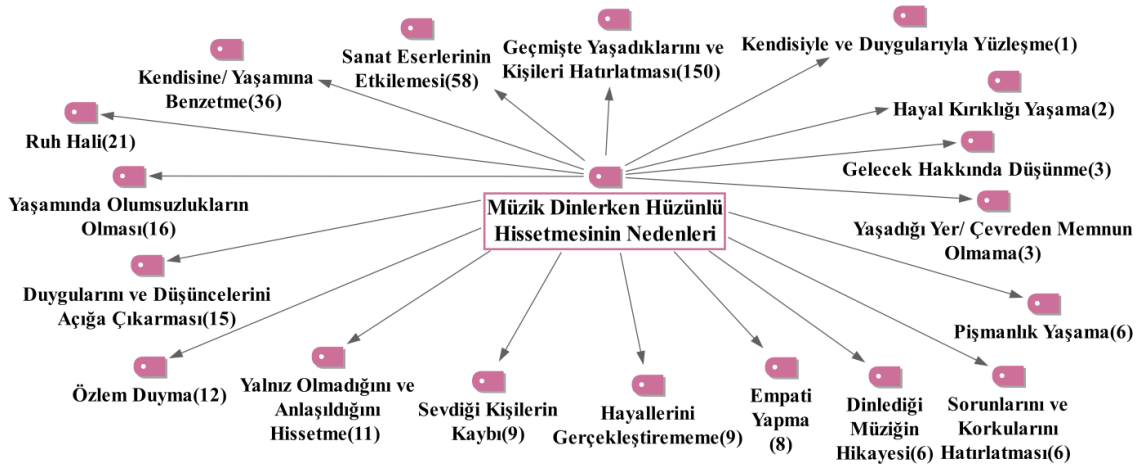 Geçmişte Yaşadıklarını ve
Kişileri Hatırlatması(150)
Sanat Eserlerinin
Etkilemesi(58)
Kendisine/ Yaşamına
Benzetme(36)
Ruh Hali(21)
Yaşamında Olumsuzlukların
Olması(16)
Duygularını ve Düşüncelerini
Açığa Çıkarması(15)
Özlem Duyma(12)
Yalnız Olmadığını ve
Anlaşıldığını
Hissetme(11)
Sevdiği Kişilerin
Kaybı(9)
Hayallerini
Gerçekleştirememe(9)
Empati
Yapma
(8)
Dinlediği
Müziğin
Hikayesi(6)
Sorunlarını ve
Korkularını
Hatırlatması(6)
Pişmanlık Yaşama(6)
Yaşadığı Yer/ Çevreden Memnun
Olmama(3)
Gelecek Hakkında Düşünme(3)
Hayal Kırıklığı Yaşama(2)
Kendisiyle ve Duygularıyla Yüzleşme(1)
Müzik Dinlerken Hüzünlü
Hissetmesinin Nedenleri